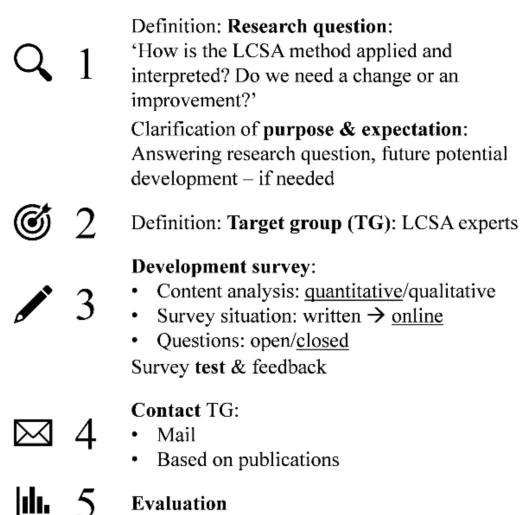 1
Definition: Research question:
‘How is the LCSA method applied and
interpreted? Do we need a change or an
improvement?’
Clarification of purpose & expectation:
Answering research question, future potential
development – if needed
2
Definition: Target group (TG): LCSA experts
3
Development survey:
• Content analysis: quantitative/qualitative
• Survey situation: written → online
• Questions: open/closed
Survey test & feedback
4
Contact TG:
• Mail
• Based on publications
5
Evaluation